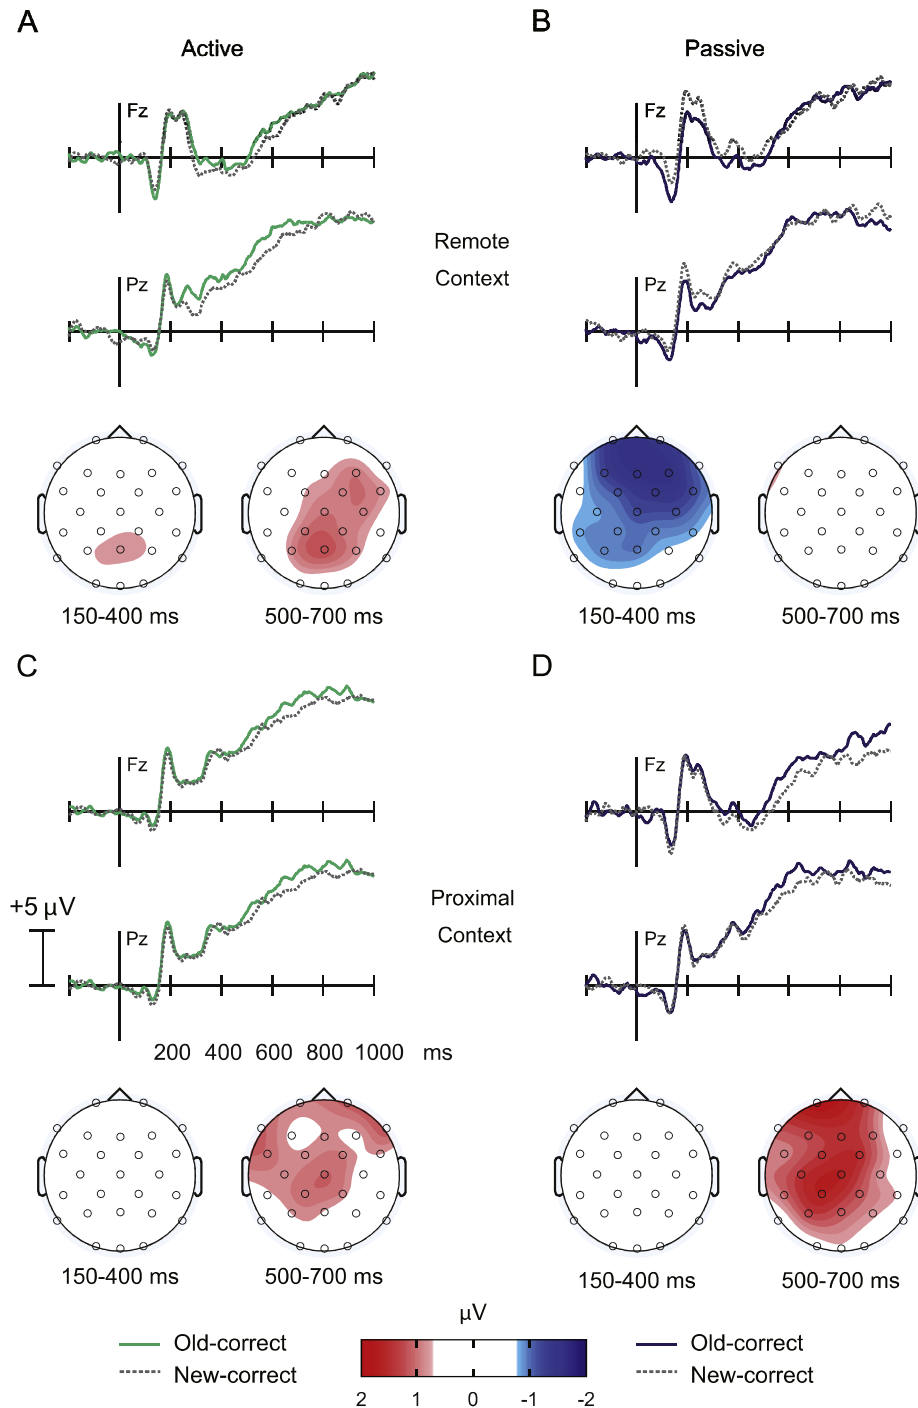 A
B
Active
Passive
Fz
Fz
Remote
Context
Pz
Pz
150-400 ms
500-700 ms
150-400 ms
500-700 ms
C
D
Fz
Fz
Proximal
Context
+5 µV
Pz
Pz
200 400 600 800 1000 ms
150-400 ms
500-700 ms
150-400 ms
500-700 ms
µV
Old-correct
New-correct
2 1 0 -1 -2
Old-correct
New-correct